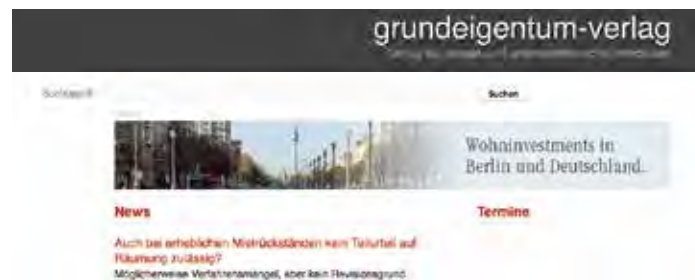 grundeigentum-verlag
Suchbegriff
Suchen
Wohninvestments in
Berlin und Deutschland.
News
Termine
Auch bei erheblichen Mietrückständen kein Teilurteil auf
Räumung zulässig?
Möglicherweise Verfahrensmangel, aber kein Revisionsgrund